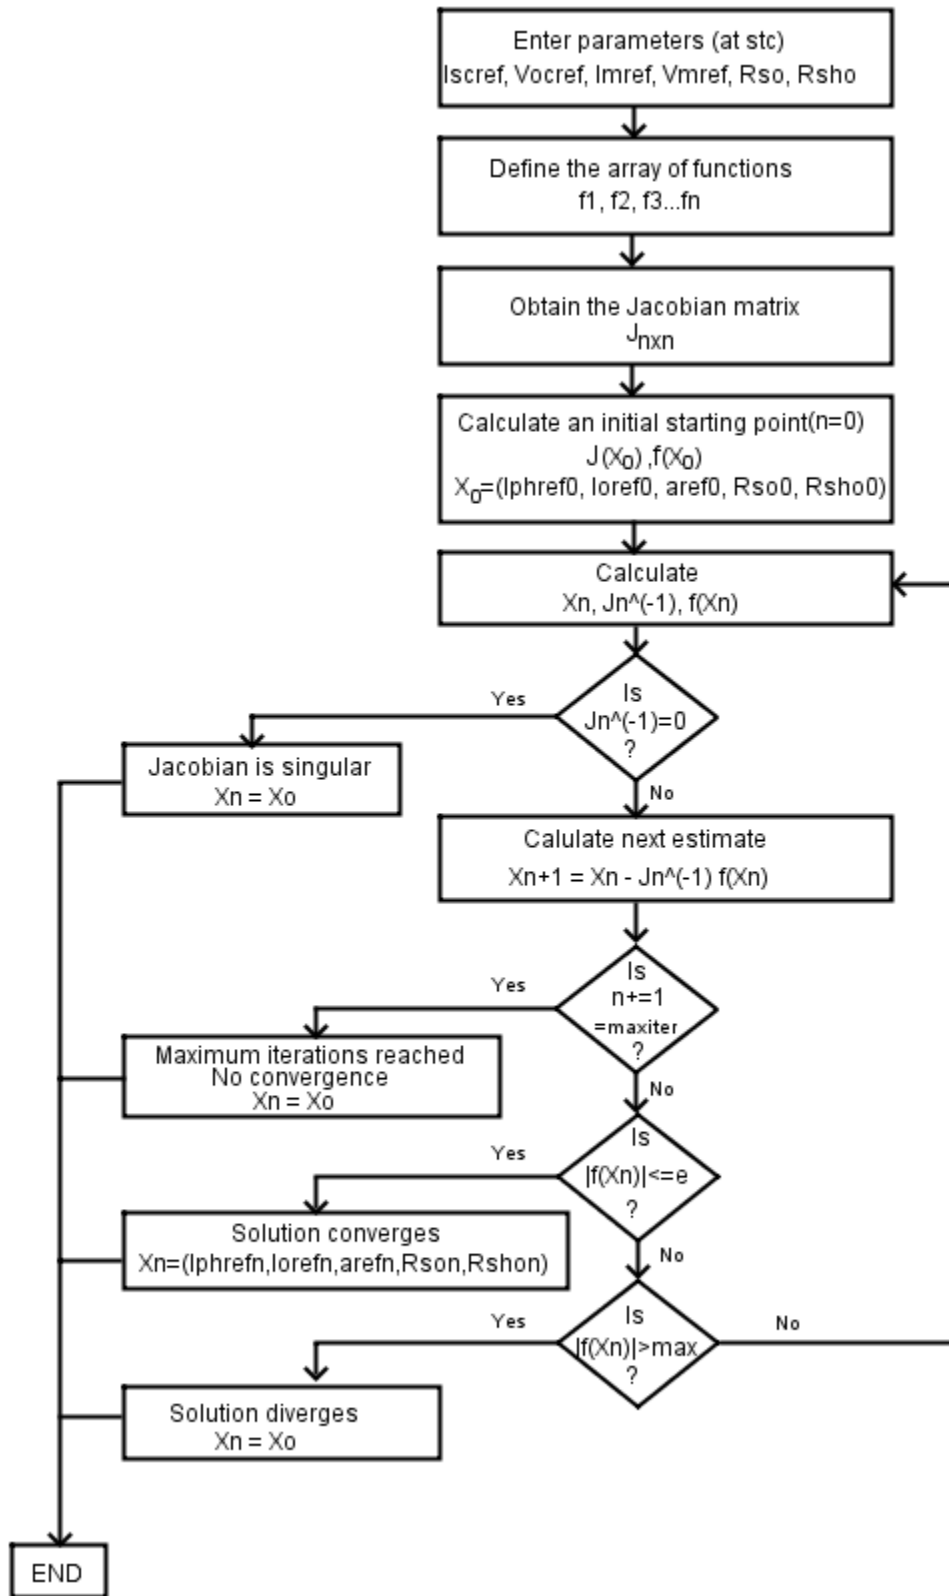 Enter parameters (at stc)
Iscref, Vocref, Imref, Vmref, Rso, Rsho
Define the array of functions
f1, f2, f3...fn
Obtain the Jacobian matrix
Jnxn
Calculate an initial starting point(n=0)
J(X0) ,f(X0)
X0=(Iphref0, Ioref0, aref0, Rso0, Rsho0)
Calculate
Xn, Jn^(-1), f(Xn)
Is
Jn^(-1)=0
?
Yes
No
Jacobian is singular
Xn = Xo
Calulate next estimate
Xn+1 = Xn - Jn^(-1) f(Xn)
Is
n+=1
=maxiter
?
Yes
No
Maximum iterations reached
No convergence
Xn = Xo
Is
|f(Xn)|<=e
?
Yes
No
Solution converges
Xn=(Iphrefn,Iorefn,arefn,Rson,Rshon)
Is
|f(Xn)|>max
?
Yes
No
Solution diverges
Xn = Xo
END